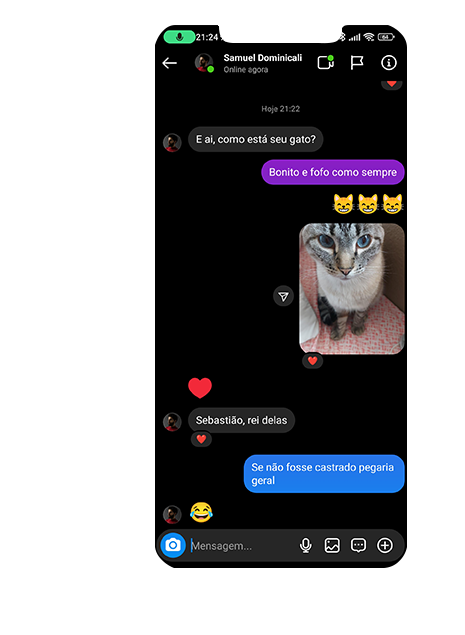 21:24
64
Samuel Dominicali
Online agora
Hoje 21:22
E ai, como está seu gato?
Bonito e fofo como sempre
😸😸😸
❤️
❤️
Sebastião, rei delas
❤️
Se não fosse castrado pegaria
geral
😂
Mensagem...